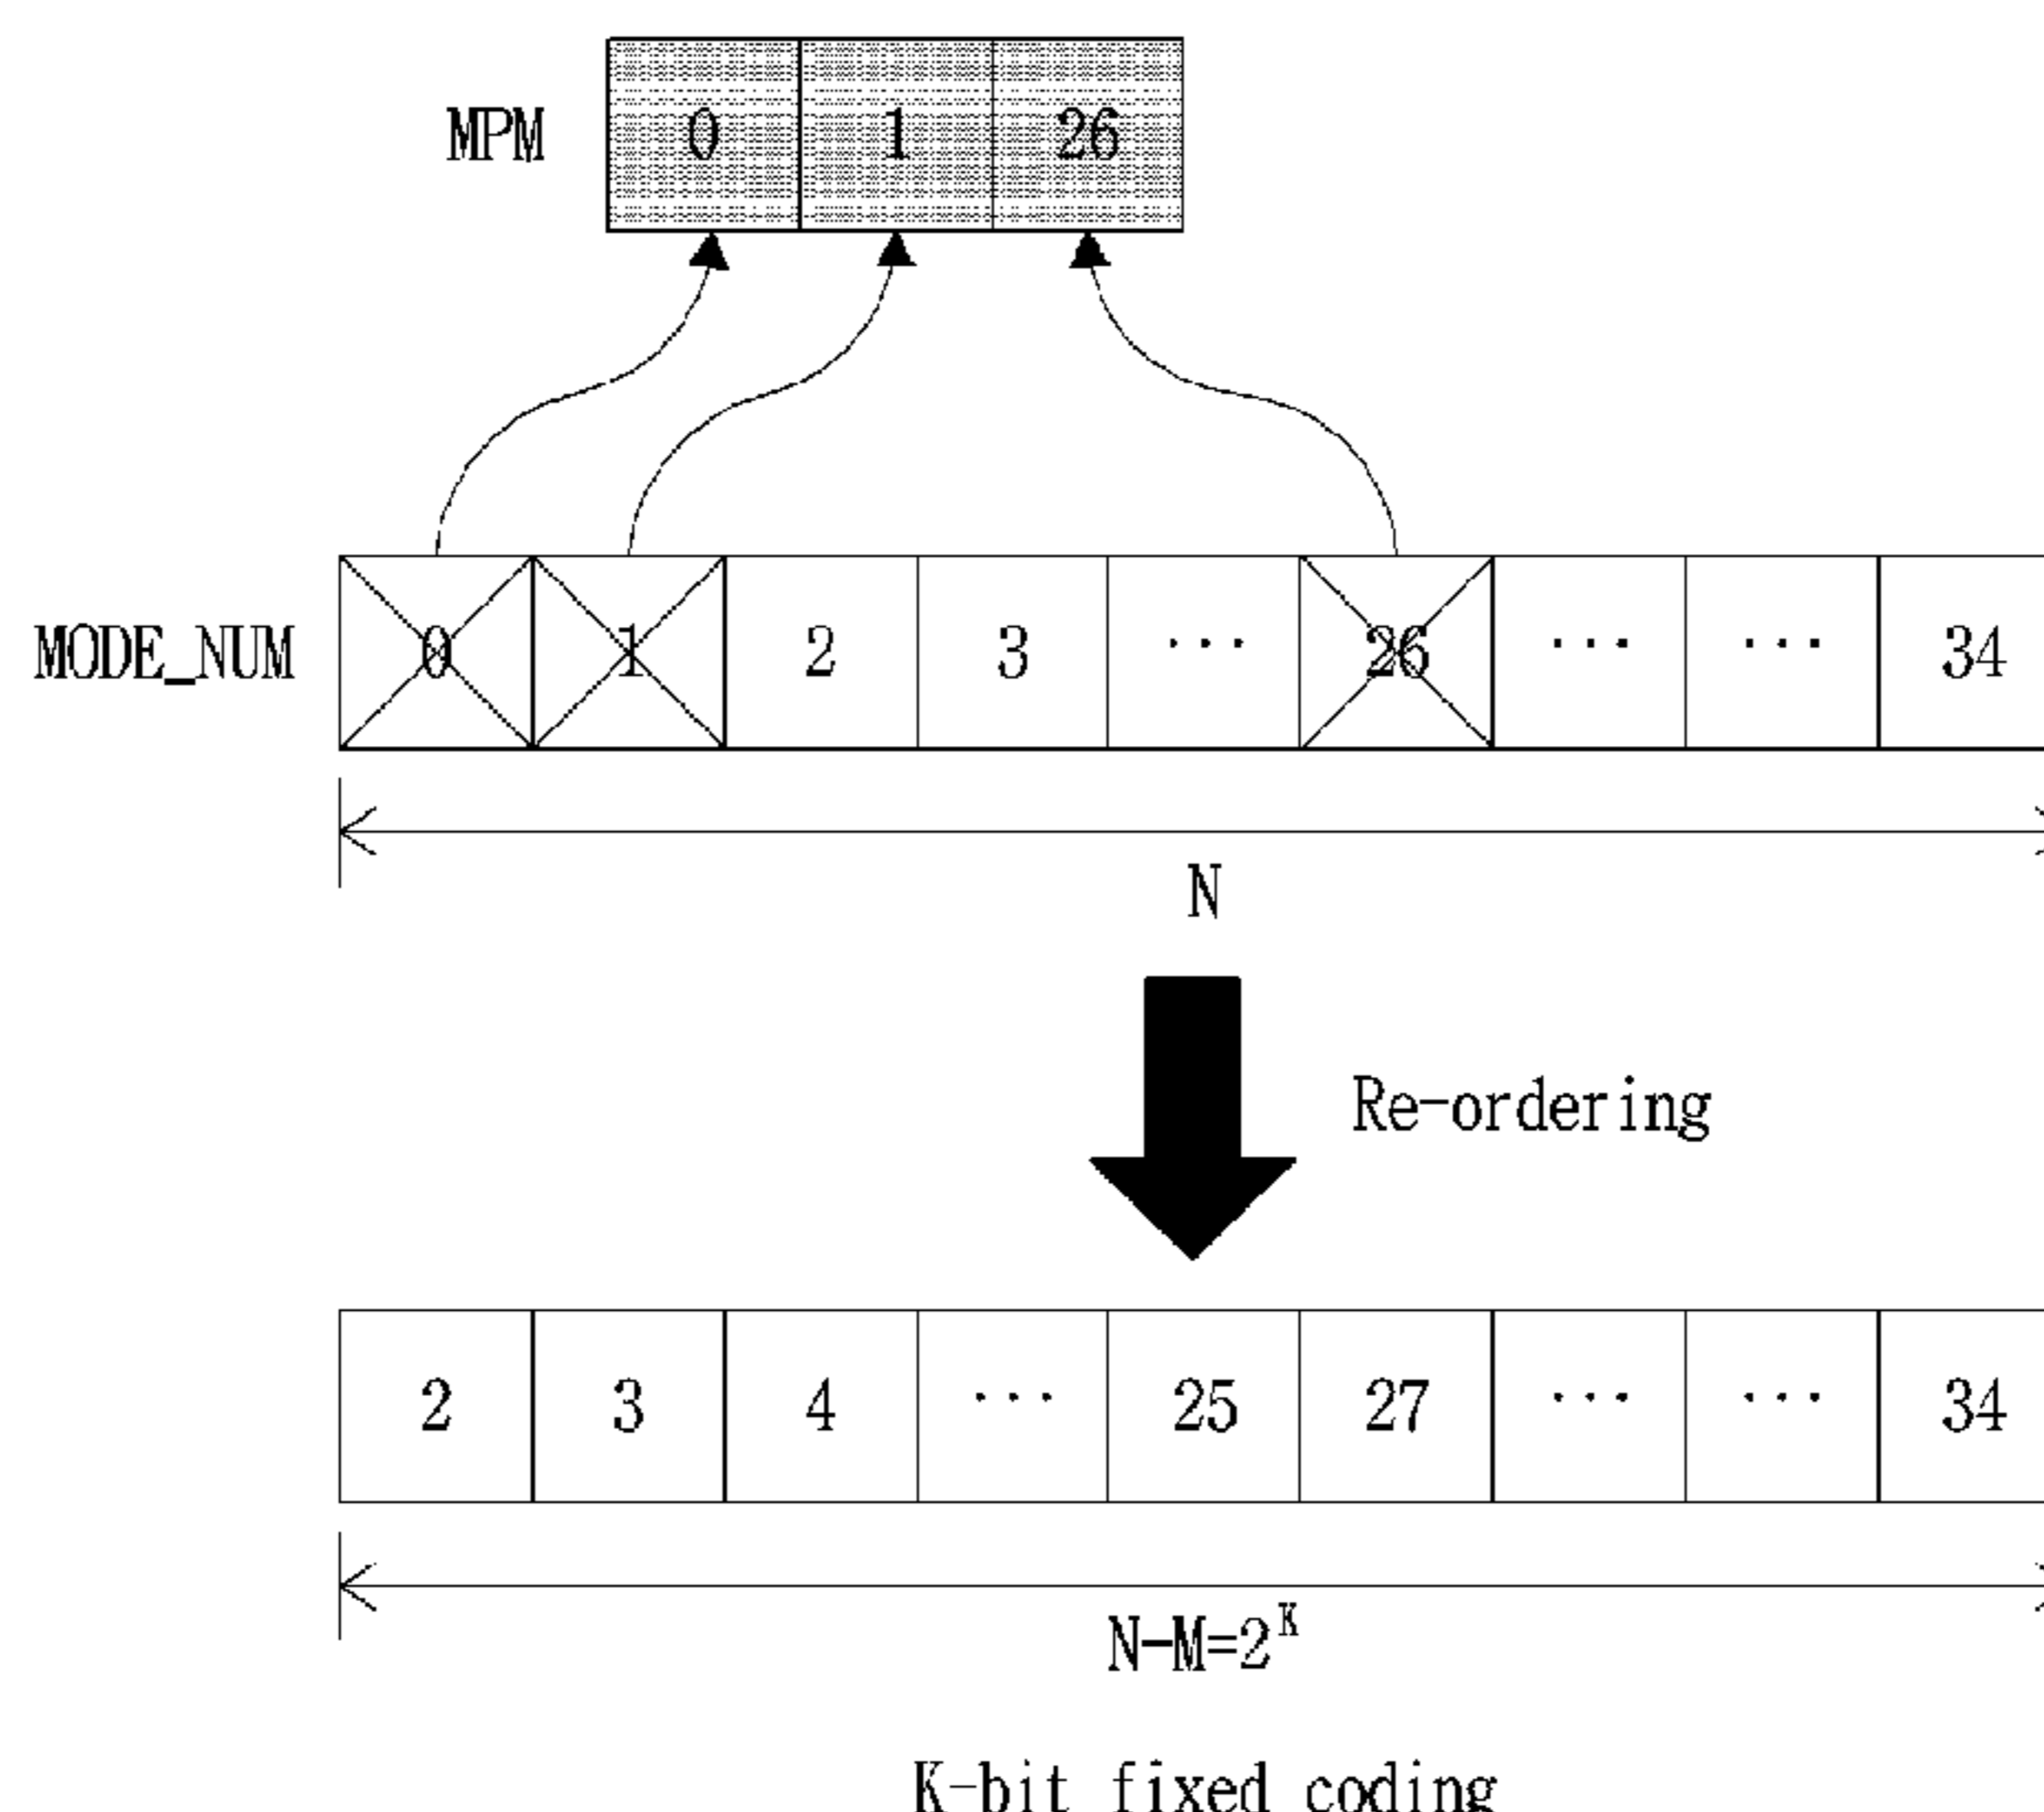 MPM 0 1 26
MODE_NUM 0 1 2 3 ... 26 ... ... 34
N
Re-ordering
2 3 4 ... 25 27 ... ... 34
N-M=2^K
K-bit fixed coding